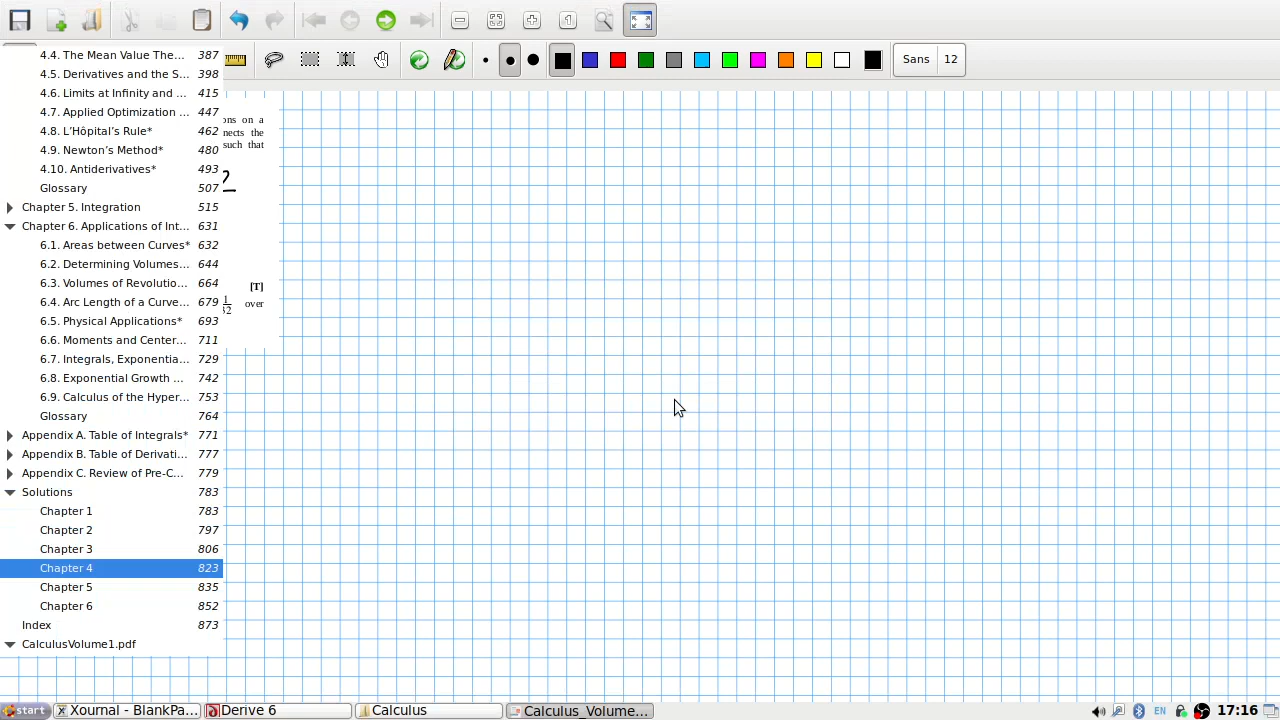 Sans 12
4.4. The Mean Value The... 387
4.5. Derivatives and the S... 398
4.6. Limits at Infinity and ... 415
4.7. Applied Optimization ... 447
4.8. L’Hôpital’s Rule* 462
4.9. Newton’s Method* 480
4.10. Antiderivatives* 493
Glossary 507
Chapter 5. Integration 515
Chapter 6. Applications of Int... 631
6.1. Areas between Curves* 632
6.2. Determining Volumes... 644
6.3. Volumes of Revolutio... 664
6.4. Arc Length of a Curve... 679
6.5. Physical Applications* 693
6.6. Moments and Center... 711
6.7. Integrals, Exponentia... 729
6.8. Exponential Growth ... 742
6.9. Calculus of the Hyper... 753
Glossary 764
Appendix A. Table of Integrals* 771
Appendix B. Table of Derivati... 777
Appendix C. Review of Pre-C... 779
Solutions 783
Chapter 1 783
Chapter 2 797
Chapter 3 806
Chapter 4 823
Chapter 5 835
Chapter 6 852
Index 873
CalculusVolume1.pdf
ons on a
nects the
such that
2
[T]
over
start Xournal - BlankPa... Derive 6 Calculus Calculus_Volume... EN 17:16